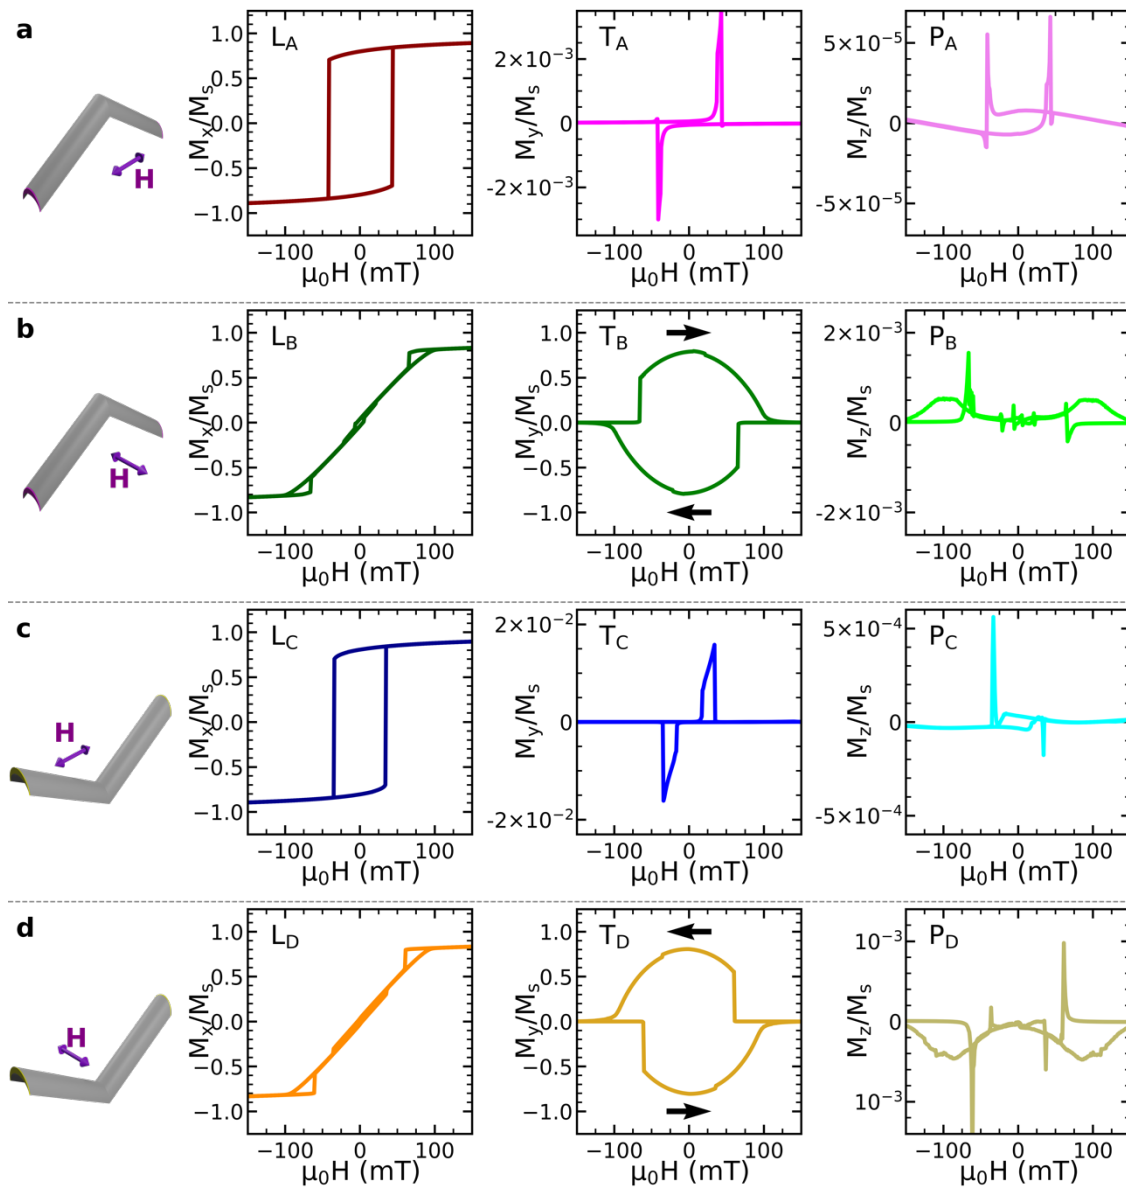 a
H
L_A
M_x/M_s
1.0
0.5
0.0
−0.5
−1.0
−100 0 100
μ₀H (mT)
T_A
M_y/M_s
2×10⁻³
0
-2×10⁻³
−100 0 100
μ₀H (mT)
P_A
M_z/M_s
5×10⁻⁵
0
-5×10⁻⁵
−100 0 100
μ₀H (mT)
b
H
L_B
M_x/M_s
1.0
0.5
0.0
−0.5
−1.0
−100 0 100
μ₀H (mT)
T_B
M_y/M_s
1.0
0.5
0.0
−0.5
−1.0
−100 0 100
μ₀H (mT)
P_B
M_z/M_s
2×10⁻³
0
-2×10⁻³
−100 0 100
μ₀H (mT)
c
H
L_C
M_x/M_s
1.0
0.5
0.0
−0.5
−1.0
−100 0 100
μ₀H (mT)
T_C
M_y/M_s
2×10⁻²
0
-2×10⁻²
−100 0 100
μ₀H (mT)
P_C
M_z/M_s
5×10⁻⁴
0
-5×10⁻⁴
−100 0 100
μ₀H (mT)
d
H
L_D
M_x/M_s
1.0
0.5
0.0
−0.5
−1.0
−100 0 100
μ₀H (mT)
T_D
M_y/M_s
1.0
0.5
0.0
−0.5
−1.0
−100 0 100
μ₀H (mT)
P_D
M_z/M_s
10⁻³
0
10⁻³
−100 0 100
μ₀H (mT)